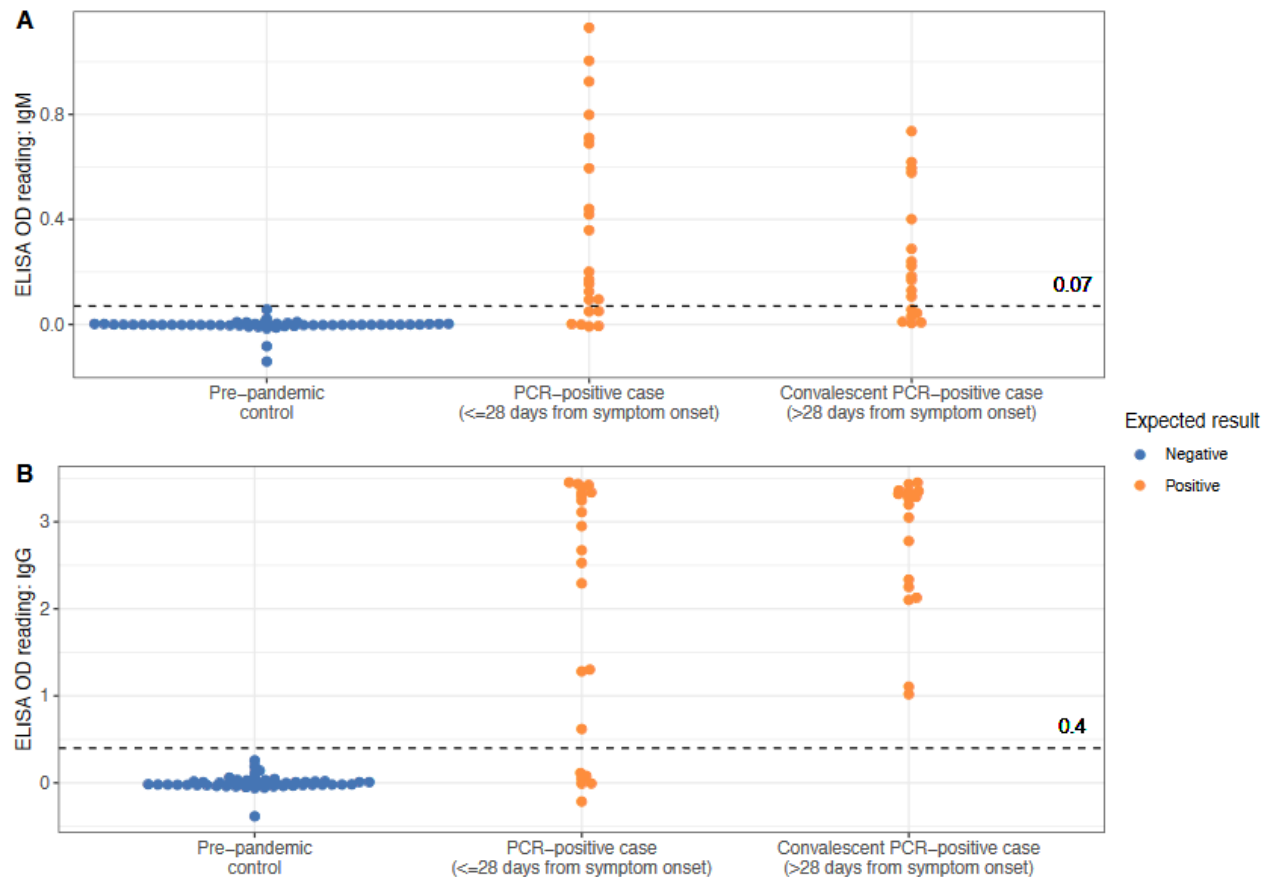 A
ELISA OD reading: IgM
0.8
0.4
0.0
0.07
Pre−pandemic
control
PCR−positive case
(<=28 days from symptom onset)
Convalescent PCR−positive case
(>28 days from symptom onset)
Expected result
Negative
Positive
B
ELISA OD reading: IgG
3
2
1
0
0.4
Pre−pandemic
control
PCR−positive case
(<=28 days from symptom onset)
Convalescent PCR−positive case
(>28 days from symptom onset)